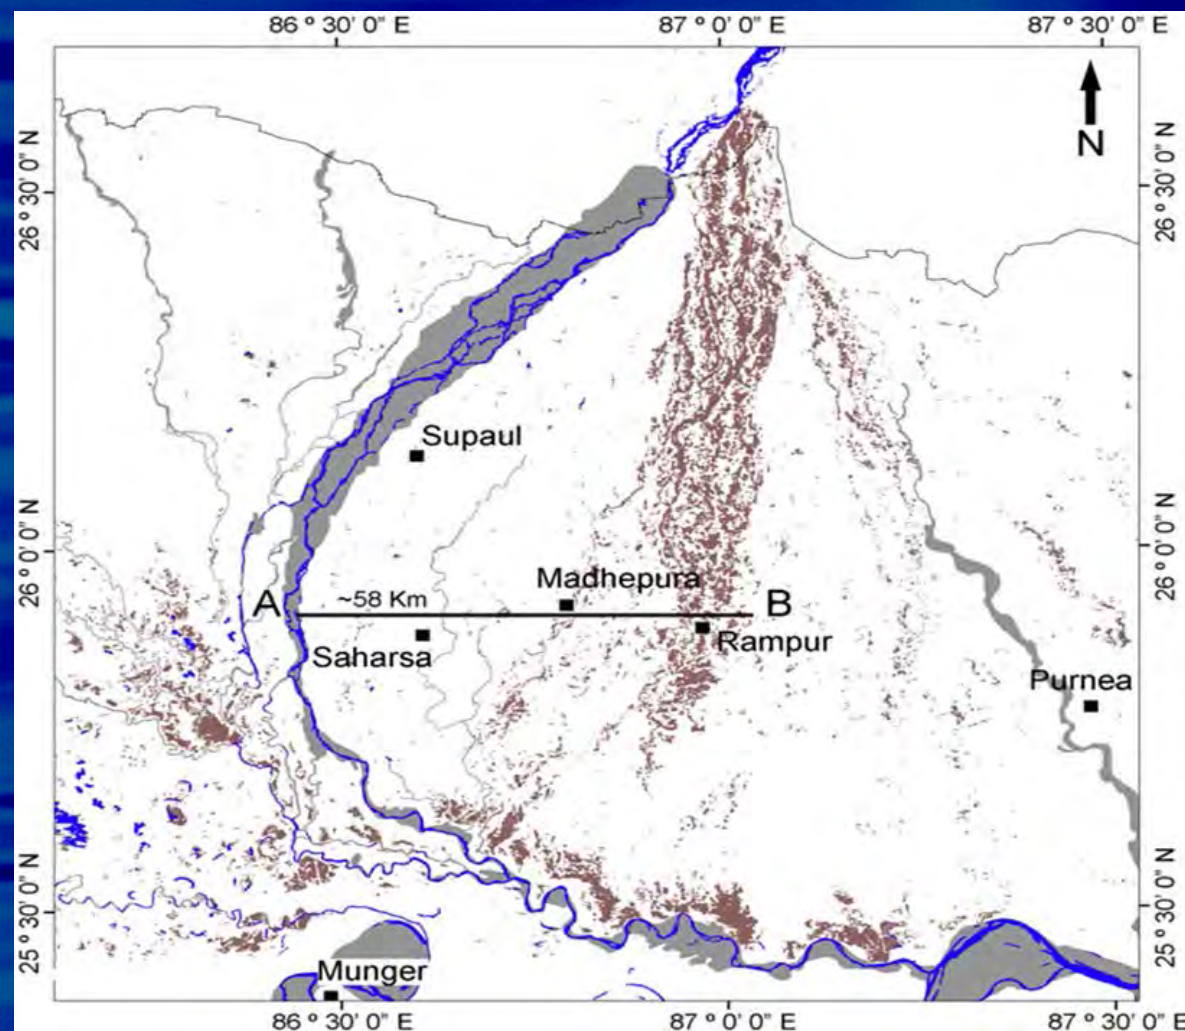 86 º 30' 0" E
87 º 0' 0" E
87 º 30' 0" E
N
26 º 30' 0" N
26 º 30' 0" N
Supaul
26 º 0' 0" N
26 º 0' 0" N
Madhepura
A
~58 Km
B
Saharsa
Rampur
Purnea
25 º 30' 0" N
25 º 30' 0" N
Munger
86 º 30' 0" E
87 º 0' 0" E
87 º 30' 0" E